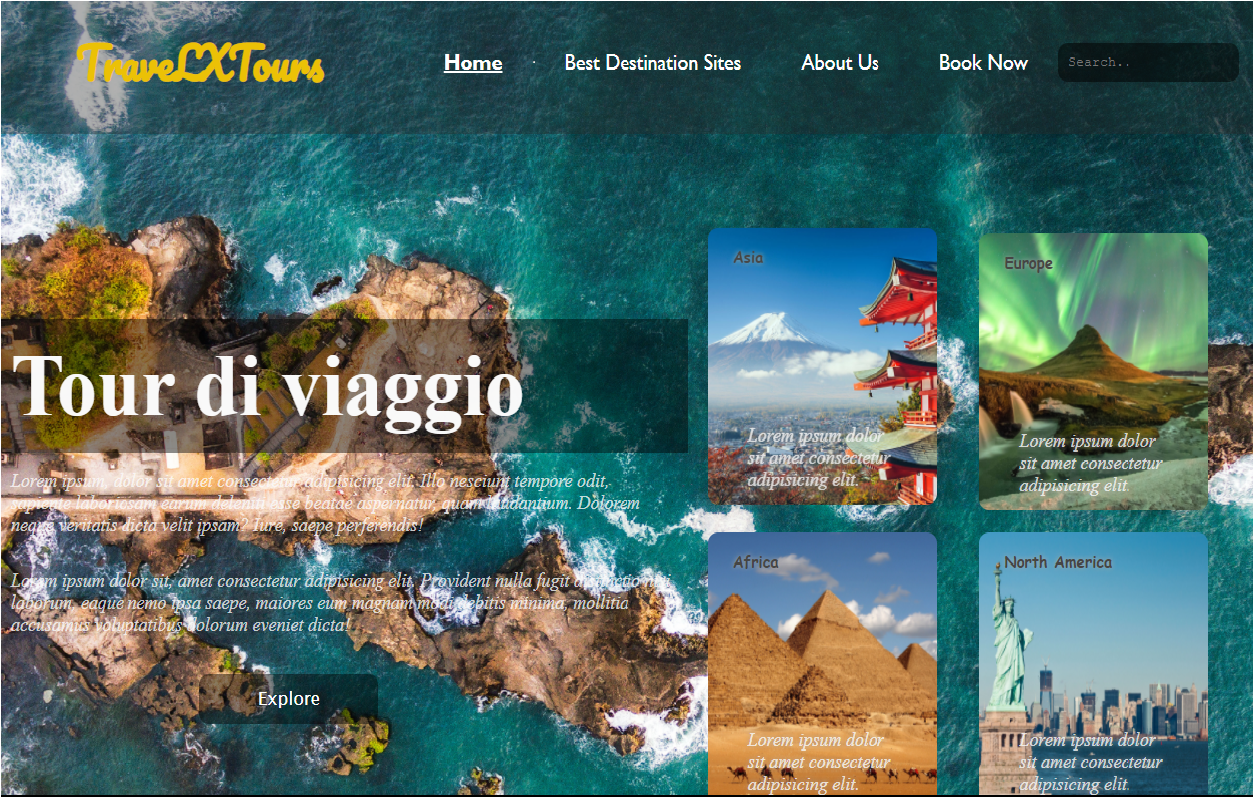 TraveLXTours
Home
Best Destination Sites
About Us
Book Now
Search..
Tour di viaggio
Lorem ipsum, dolor sit amet consectetur adipisicing elit. Illo nesciunt tempore odit,
sapiente laboriosam earum deleniti esse beatae aspernatur, quam laudantium. Dolorem
neque veritatis dicta velit ipsam? Iure, saepe perferendis!
Lorem ipsum dolor sit, amet consectetur adipisicing elit. Provident nulla fugit distinctio nisi
laborum, eaque nemo ipsa saepe, maiores eum magnam modi debitis minima, mollitia
accusamus voluptatibus dolorum eveniet dicta!
Explore
Asia
Lorem ipsum dolor
sit amet consectetur
adipisicing elit.
Europe
Lorem ipsum dolor
sit amet consectetur
adipisicing elit.
Africa
Lorem ipsum dolor
sit amet consectetur
adipisicing elit.
North America
Lorem ipsum dolor
sit amet consectetur
adipisicing elit.